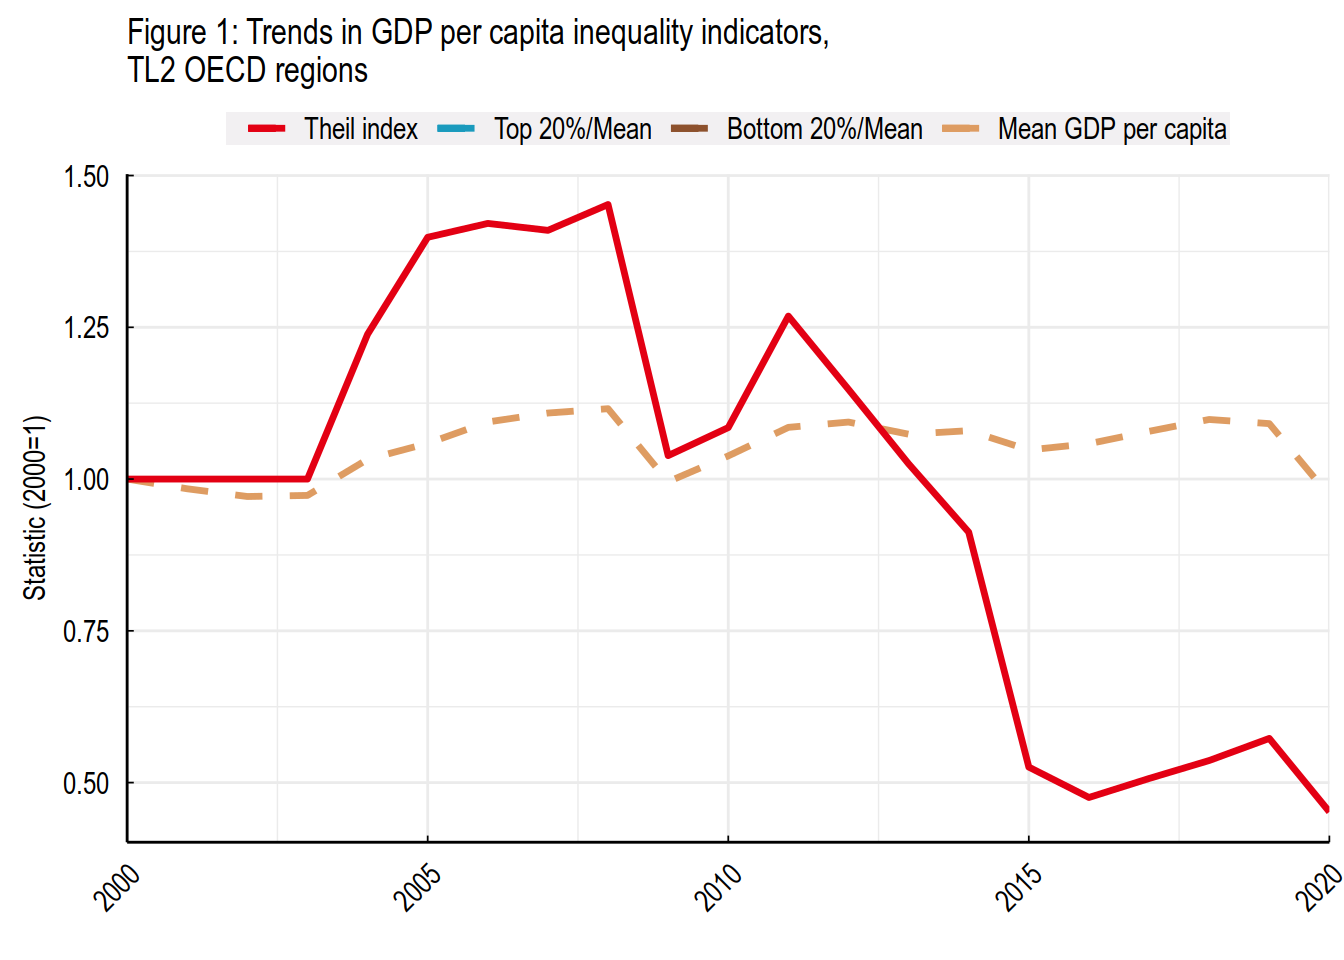 Figure 1: Trends in GDP per capita inequality indicators,
TL2 OECD regions
Theil index Top 20%/Mean Bottom 20%/Mean Mean GDP per capita
1.50
1.25
1.00
0.75
0.50
Statistic (2000=1)
2000 2005 2010 2015 2020